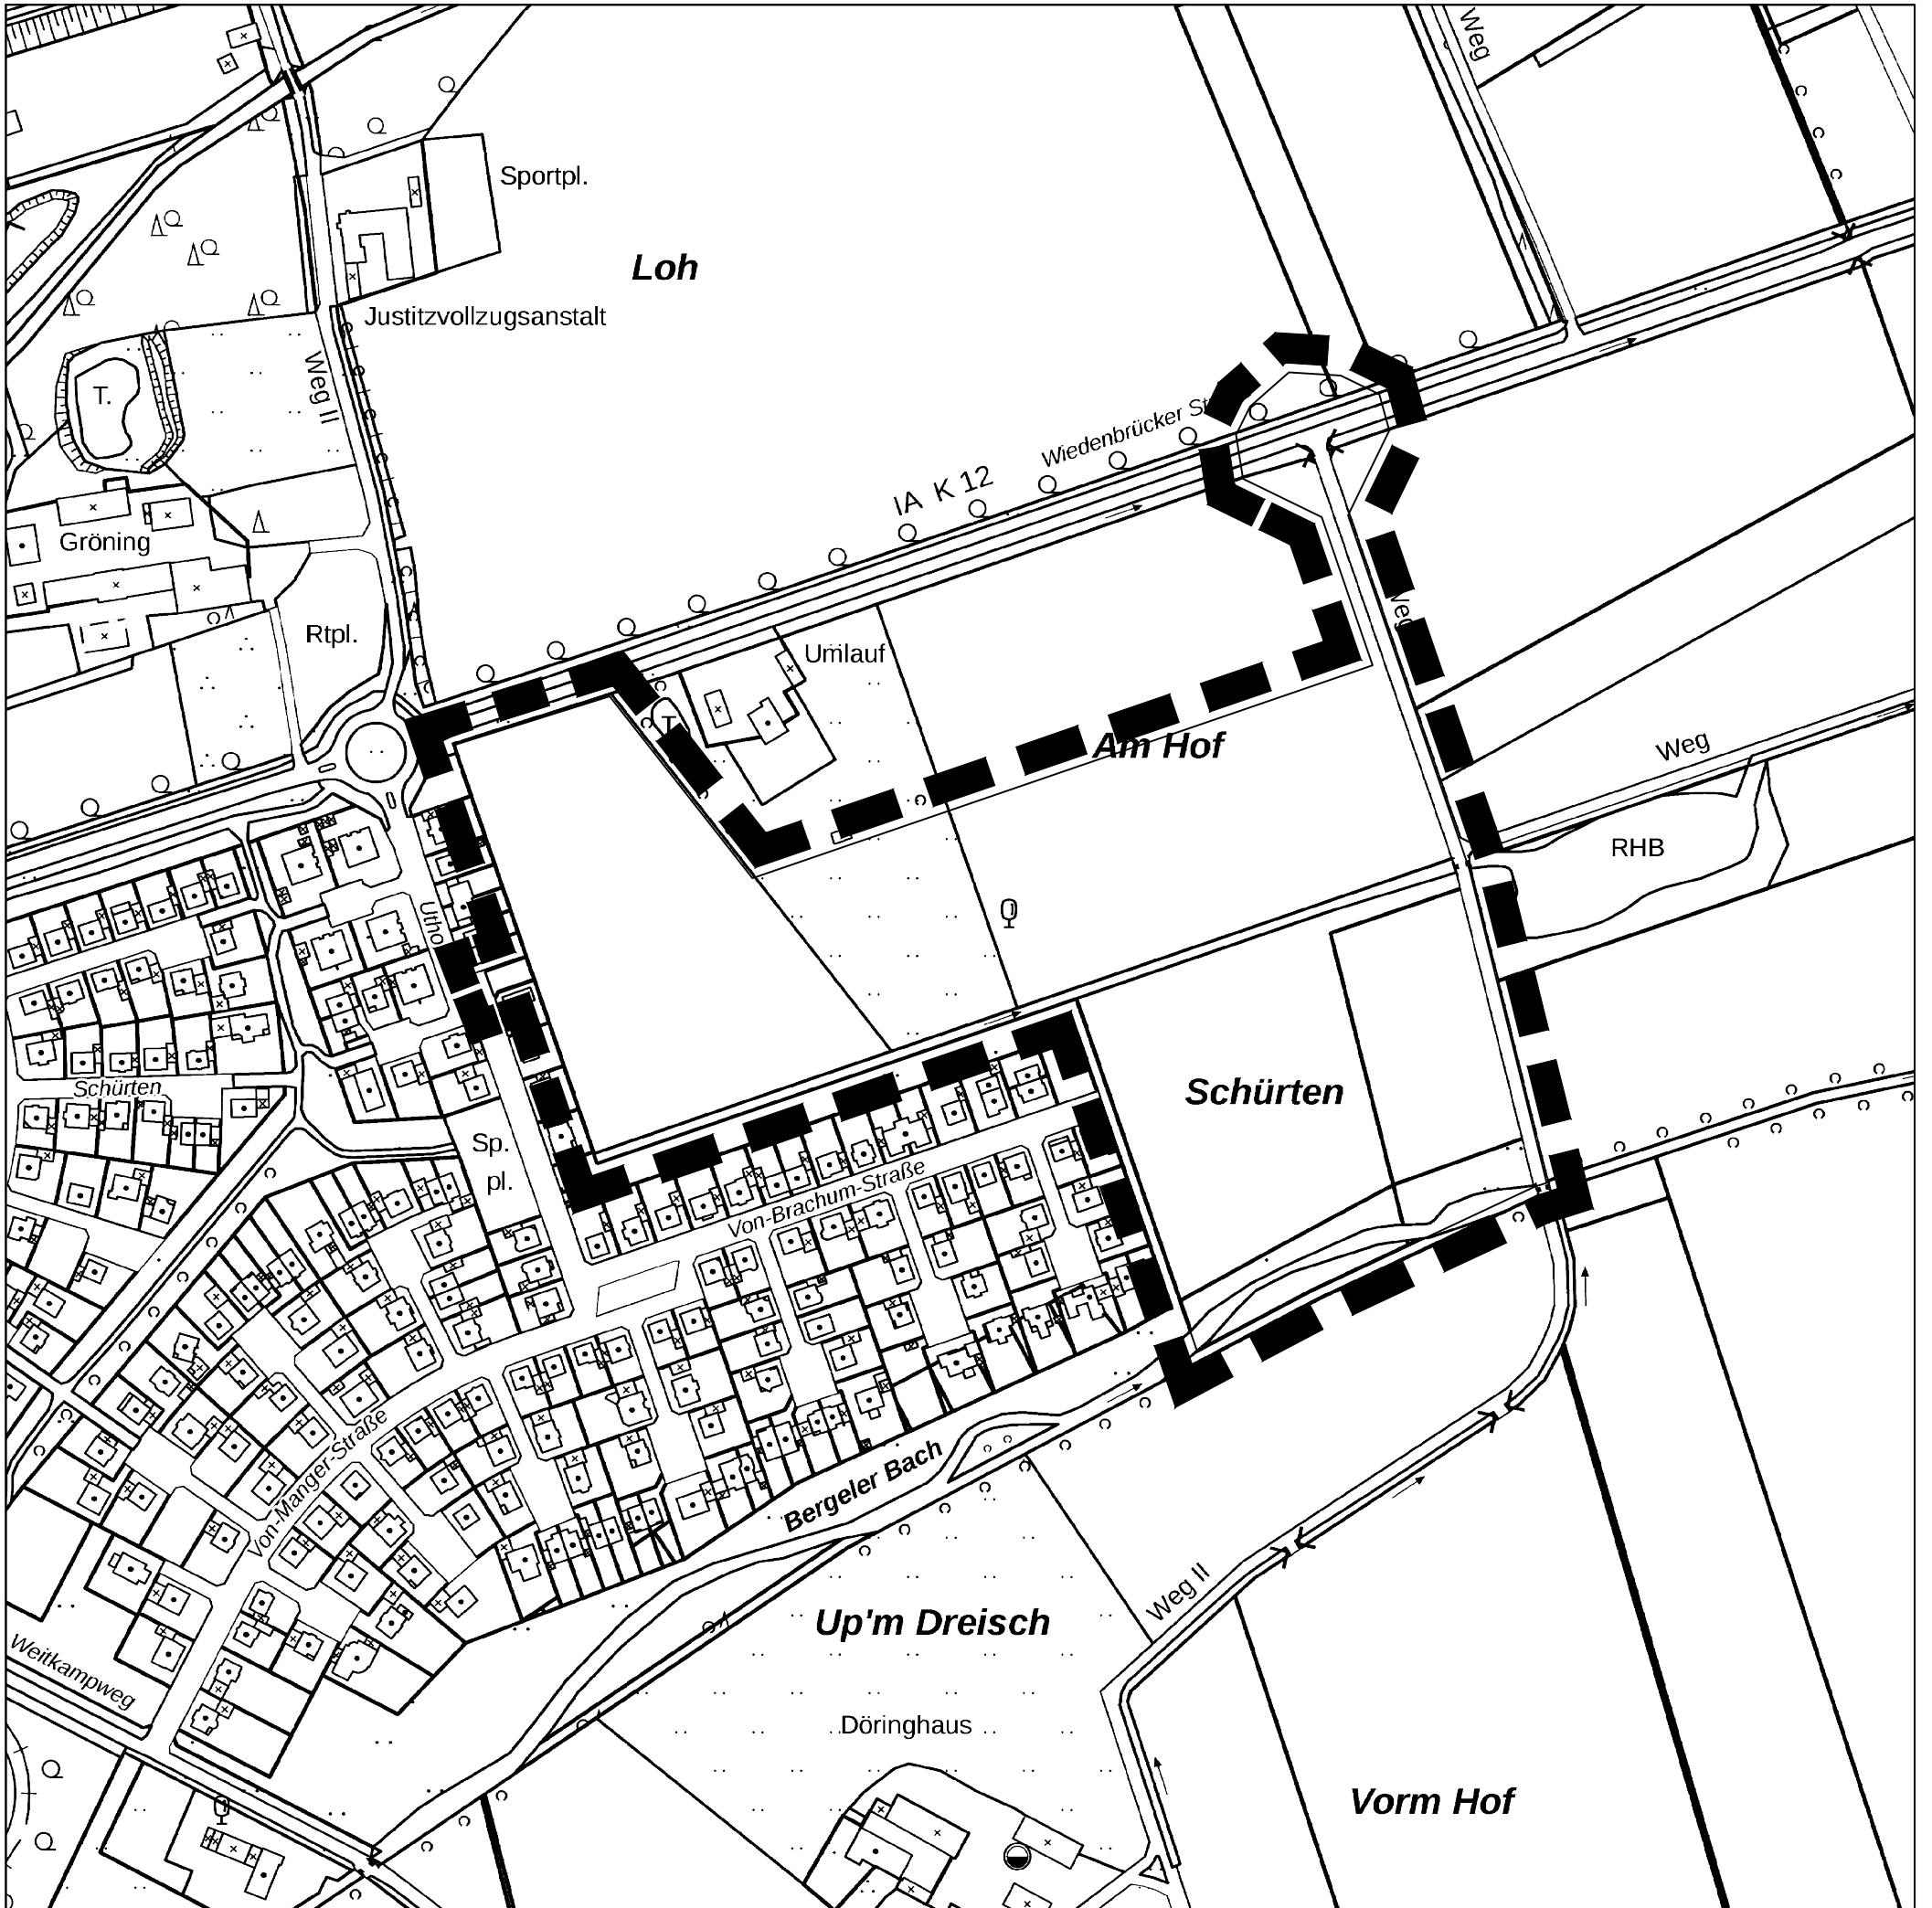 Weg
Sportpl.
Loh
Justitzvollzugsanstalt
Weg II
T.
Wiedenbrücker
IA K 12
Gröning
Rtpl.
Umlauf
Weg
T.
Am Hof
Weg
RHB
Utho
Schürten
Schürten
Sp.
pl.
Von-Brachum-Straße
Von-Manger-Straße
Bergeler Bach
Weg II
Up'm Dreisch
Weitkampweg
Döringhaus
Vorm Hof